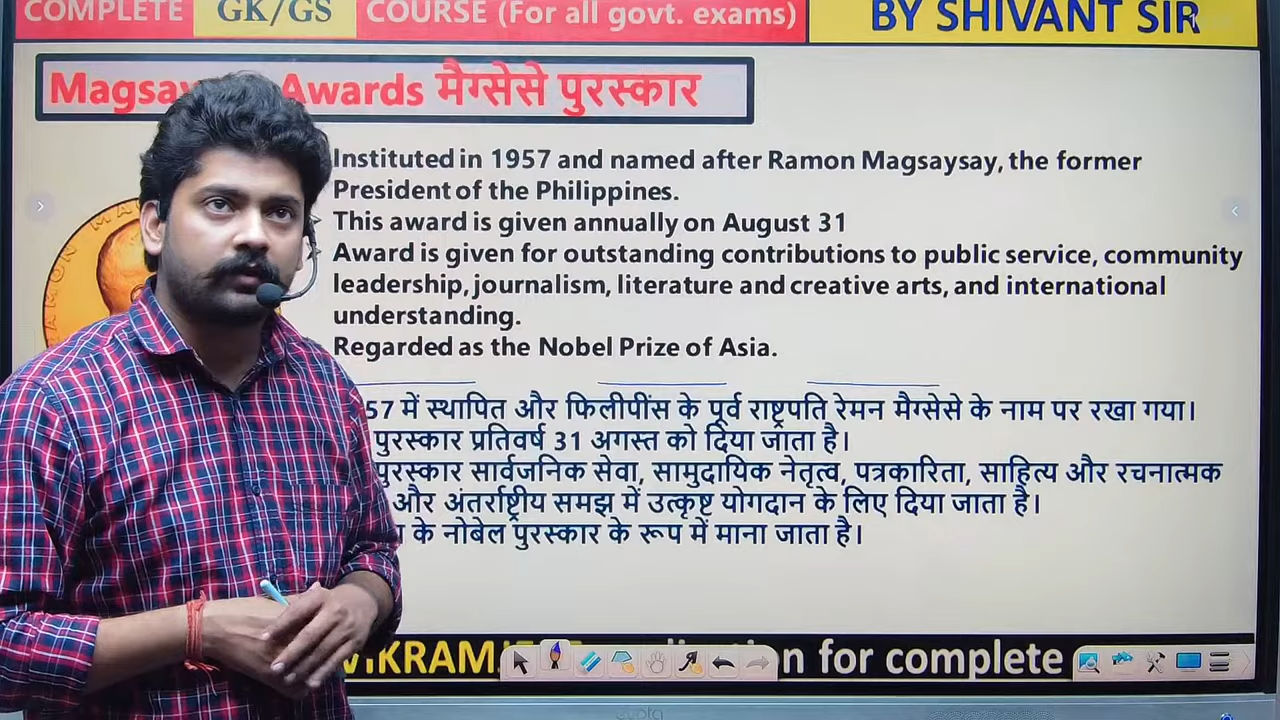 COMPLETE GK/GS COURSE (For all govt. exams) BY SHIVANT SIR
Awards मैग्सेसे पुरस्कार
Instituted in 1957 and named after Ramon Magsaysay, the former
President of the Philippines.
This award is given annually on August 31
Award is given for outstanding contributions to public service, community
leadership, journalism, literature and creative arts, and international
understanding.
Regarded as the Nobel Prize of Asia.
57 में स्थापित और फिलीपींस के पूर्व राष्ट्रपति रेमन मैग्सेसे के नाम पर रखा गया।
पुरस्कार प्रतिवर्ष 31 अगस्त को दिया जाता है।
पुरस्कार सार्वजनिक सेवा, सामुदायिक नेतृत्व, पत्रकारिता, साहित्य और रचनात्मक
और अंतर्राष्ट्रीय समझ में उत्कृष्ट योगदान के लिए दिया जाता है।
के नोबेल पुरस्कार के रूप में माना जाता है।
for complete